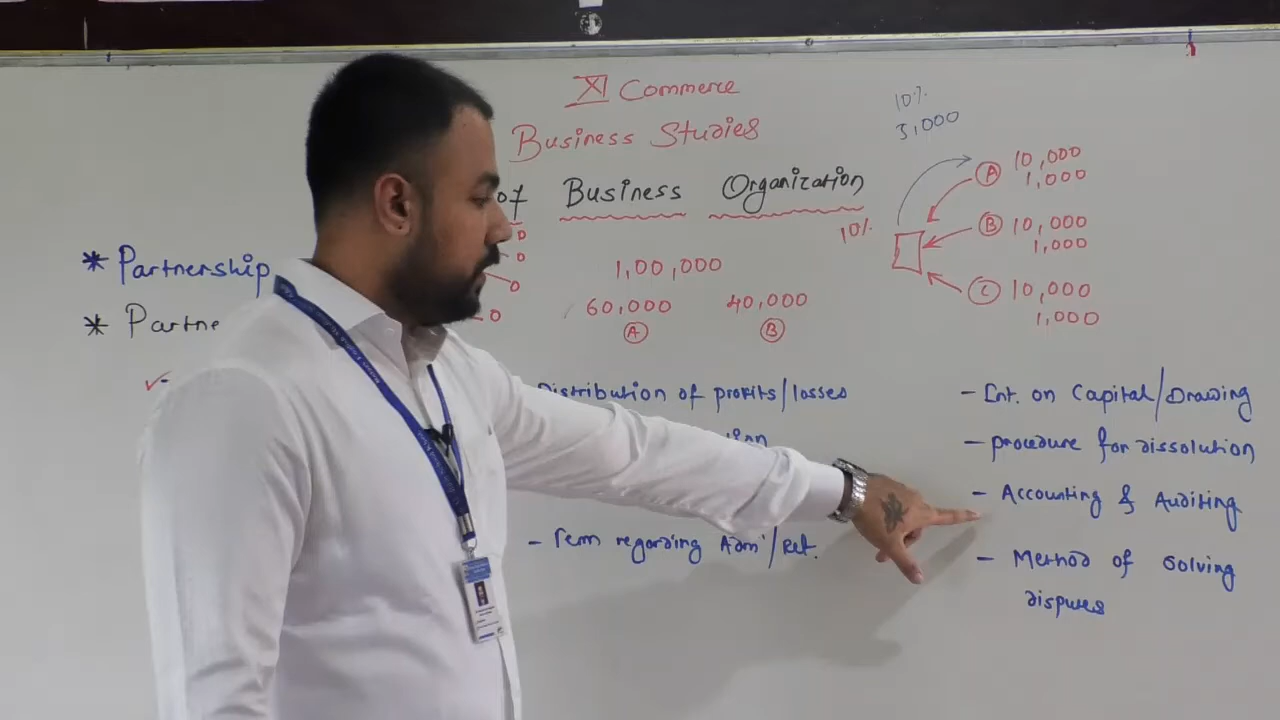 XI Commerce
Business Studies
of Business Organization
* Partnership
* Partne
1,00,000
60,000 40,000
A B
10%
10%
3,000
A 10,000
1,000
B 10,000
1,000
C 10,000
1,000
Distribution of profits/losses
- Term regarding Adm/Ret.
- Int. on Capital/Drawing
- procedure for dissolution
- Accounting & Auditing
- Method of solving
dispues